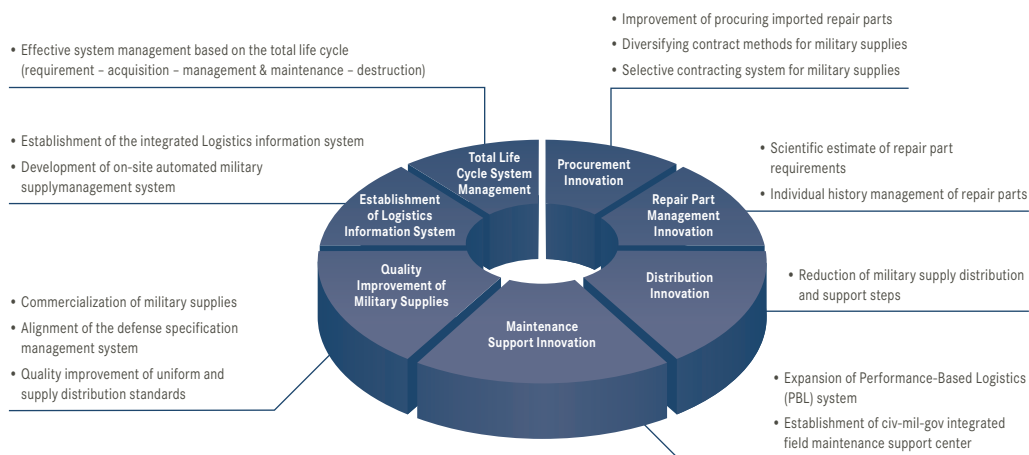 • Improvement of procuring imported repair parts
• Diversifying contract methods for military supplies
• Selective contracting system for military supplies
• Effective system management based on the total life cycle
(requirement – acquisition – management & maintenance – destruction)
• Establishment of the integrated Logistics information system
• Development of on-site automated military
supplymanagement system
• Scientific estimate of repair part
requirements
• Individual history management of repair parts
Total Life
Cycle System
Management
Procurement
Innovation
Establishment
of Logistics
Information System
Repair Part
Management
Innovation
Quality
Improvement of
Military Supplies
Distribution
Innovation
Maintenance
Support Innovation
• Commercialization of military supplies
• Alignment of the defense specification
management system
• Quality improvement of uniform and
supply distribution standards
• Reduction of military supply distribution
and support steps
• Expansion of Performance-Based Logistics
(PBL) system
• Establishment of civ-mil-gov integrated
field maintenance support center